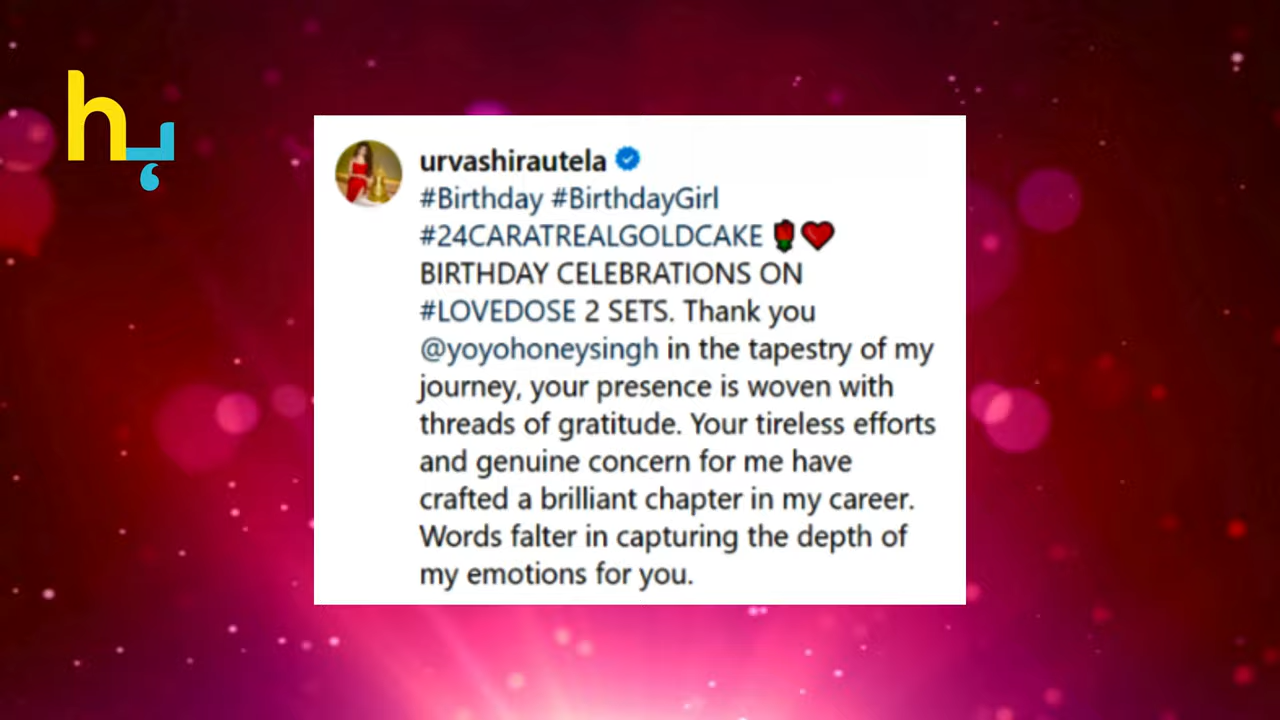 urvashirautela
#Birthday #BirthdayGirl
#24CARATREALGOLDCAKE 🌹❤️
BIRTHDAY CELEBRATIONS ON
#LOVEDOSE 2 SETS. Thank you
@yoyohoneysingh in the tapestry of my
journey, your presence is woven with
threads of gratitude. Your tireless efforts
and genuine concern for me have
crafted a brilliant chapter in my career.
Words falter in capturing the depth of
my emotions for you.